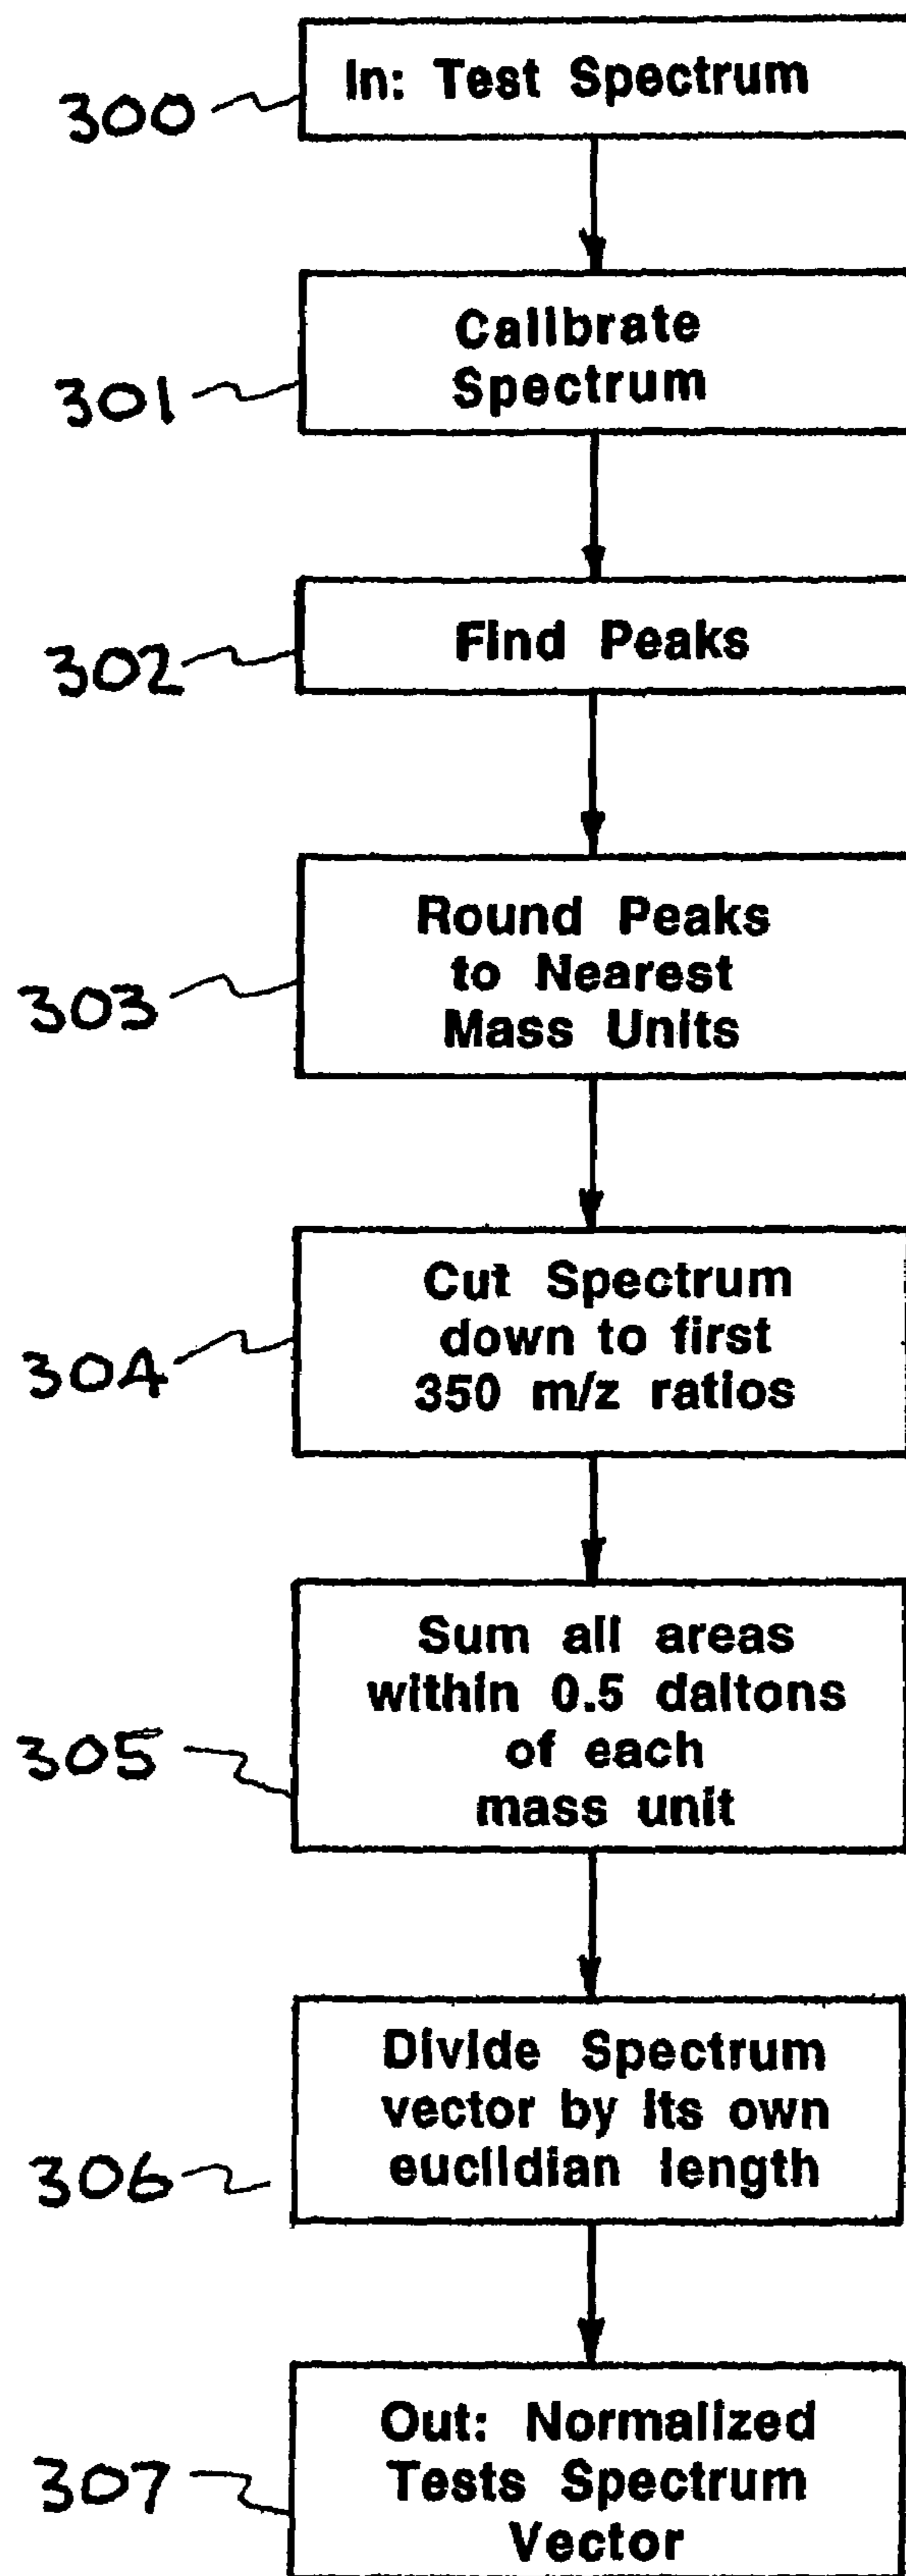 In: Test Spectrum
300
Calibrate
Spectrum
301
Find Peaks
302
Round Peaks
to Nearest
Mass Units
303
Cut Spectrum
down to first
350 m/z ratios
304
Sum all areas
within 0.5 daltons
of each
mass unit
305
Divide Spectrum
vector by its own
euclidian length
306
Out: Normalized
Tests Spectrum
Vector
307